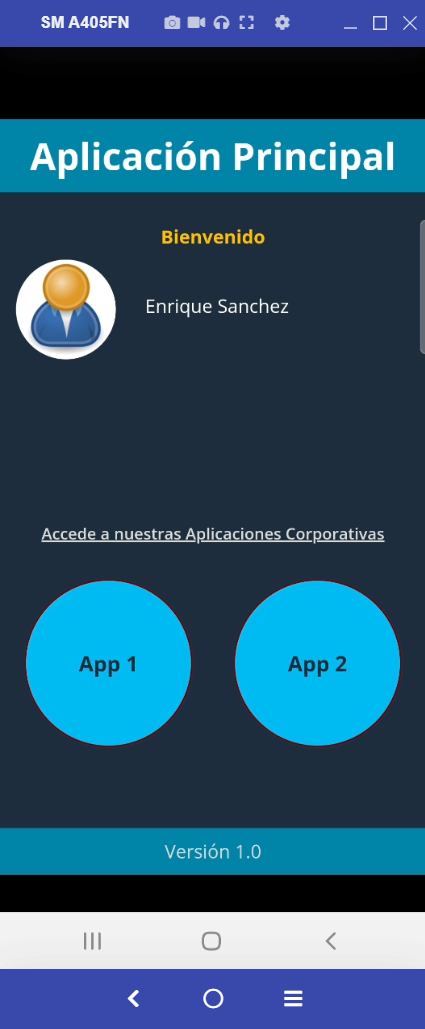 SM A405FN
Aplicación Principal
Bienvenido
Enrique Sanchez
Accede a nuestras Aplicaciones Corporativas
App 1
App 2
Versión 1.0